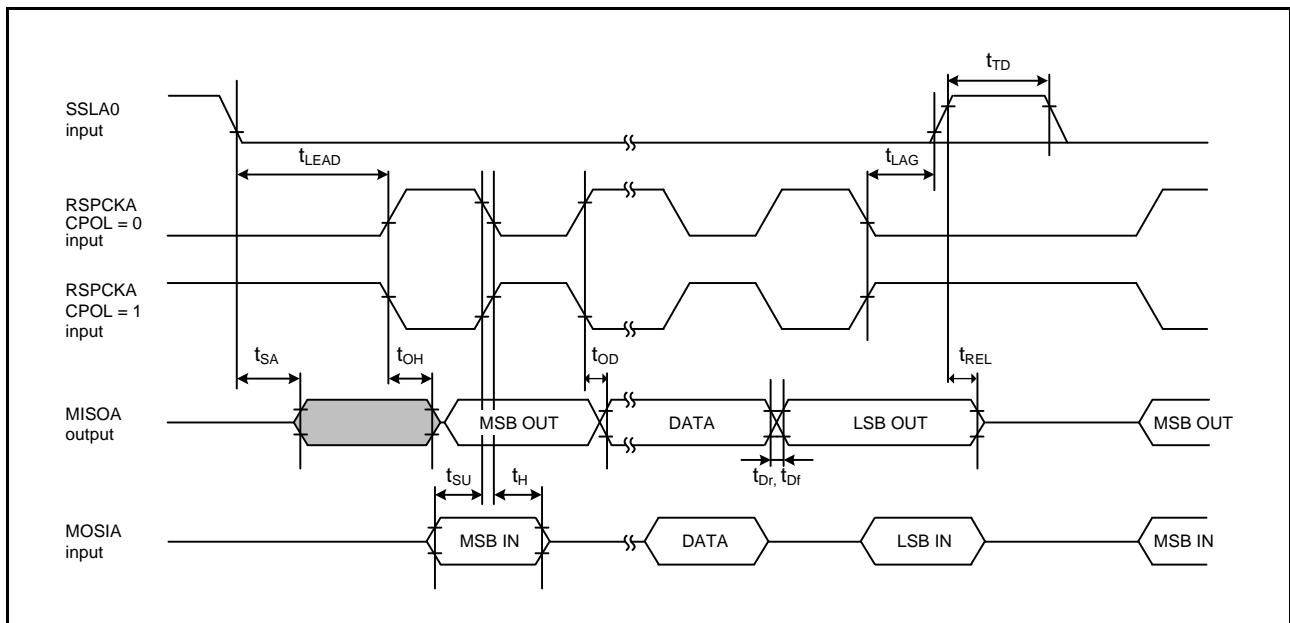 tTD
SSLA0
input
tLEAD
tLAG
RSPCKA
CPOL = 0
input
RSPCKA
CPOL = 1
input
tSA
tOH
tOD
tREL
MISOA
output
MSB OUT
DATA
LSB OUT
MSB OUT
tSU
tH
tDr, tDf
MOSIA
input
MSB IN
DATA
LSB IN
MSB IN